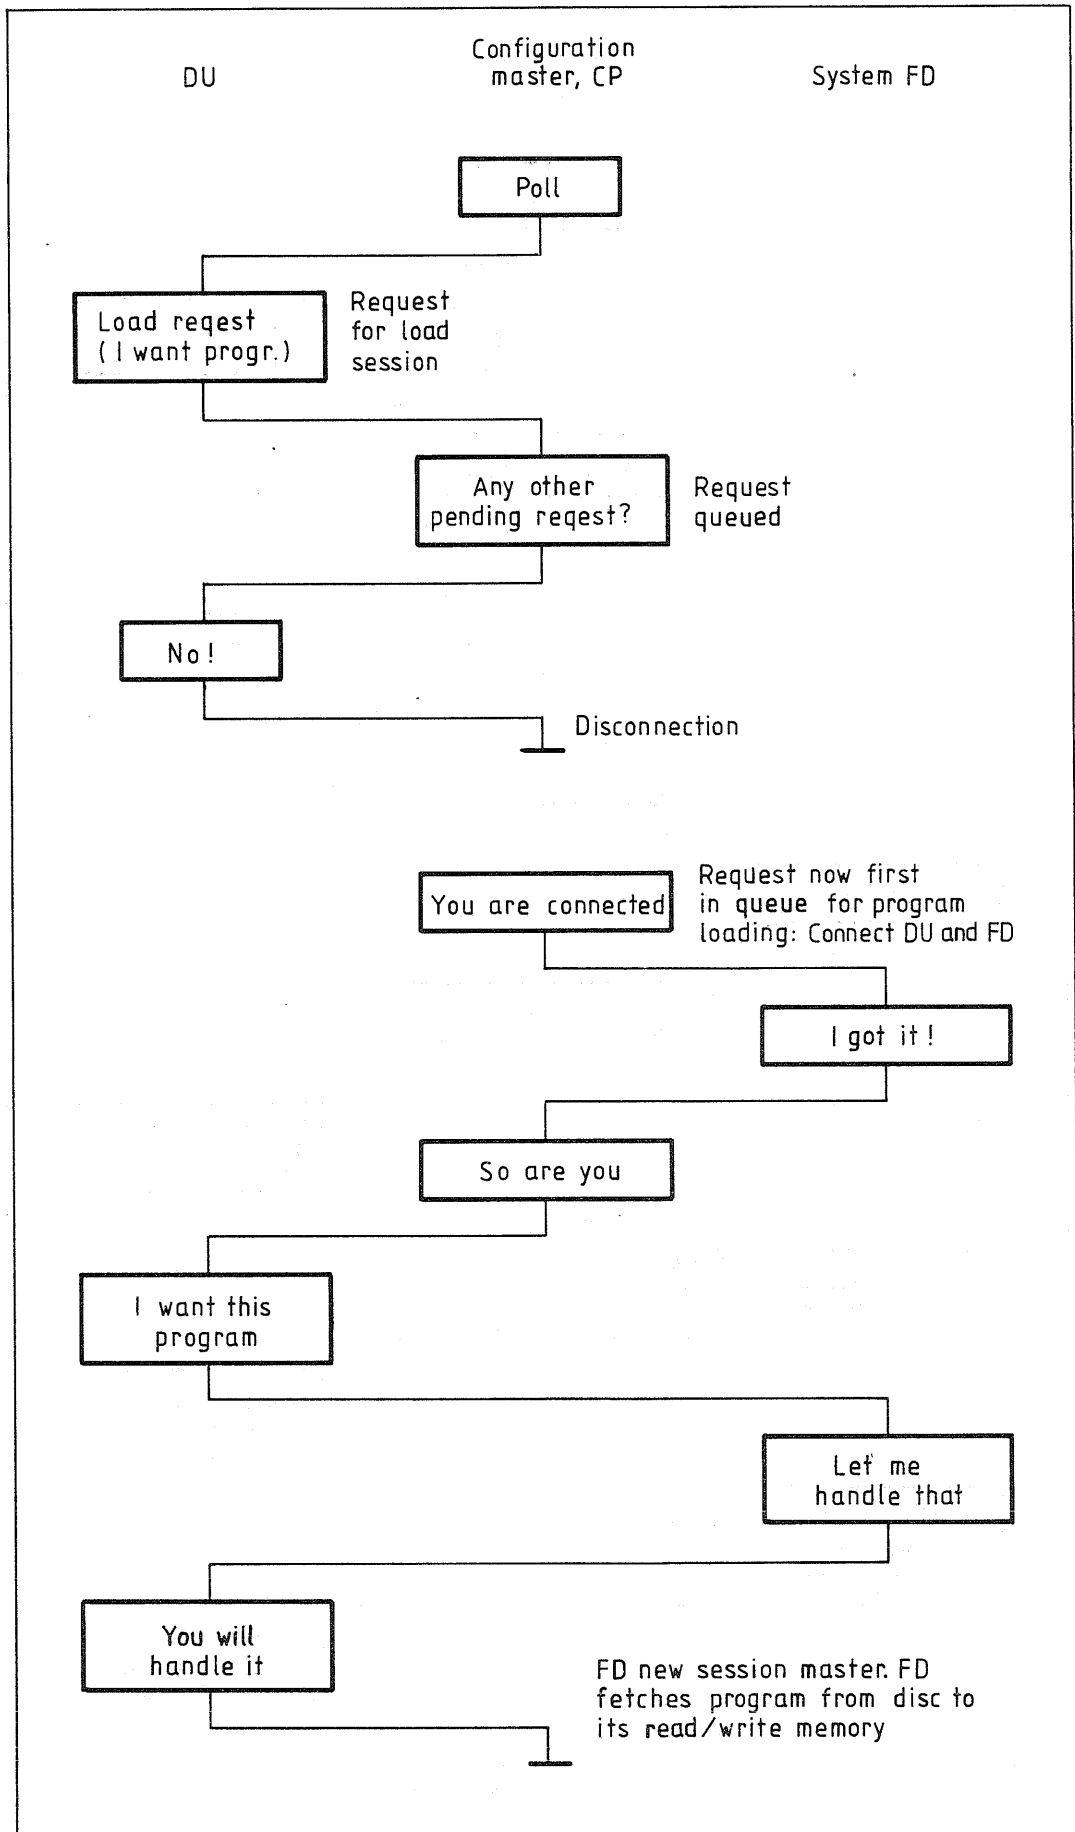 Configuration
DU master, CP System FD
Poll
Load reqest
(I want progr.)
Request
for load
session
Any other
pending reqest?
Request
queued
No!
Disconnection
You are connected
Request now first
in queue for program
loading: Connect DU and FD
I got it!
So are you
I want this
program
Let me
handle that
You will
handle it
FD new session master. FD
fetches program from disc to
its read/write memory